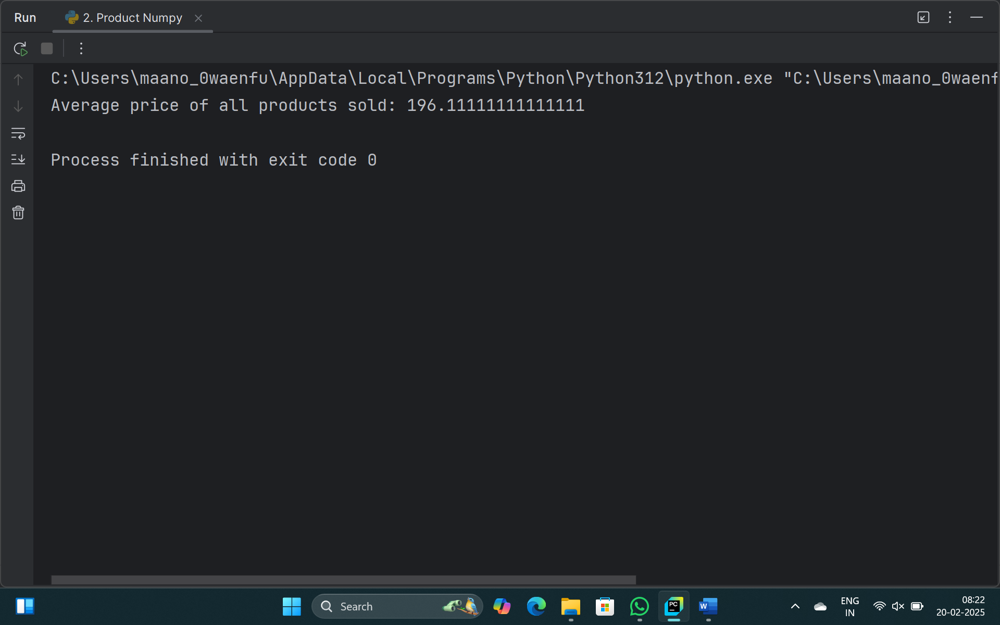 Run
2. Product Numpy
C:\Users\maano_0waenfu\AppData\Local\Programs\Python\Python312\python.exe "C:\Users\maano_0waenf
Average price of all products sold: 196.11111111111111
Process finished with exit code 0
Search
PC
W
ENG
IN
08:22
20-02-2025